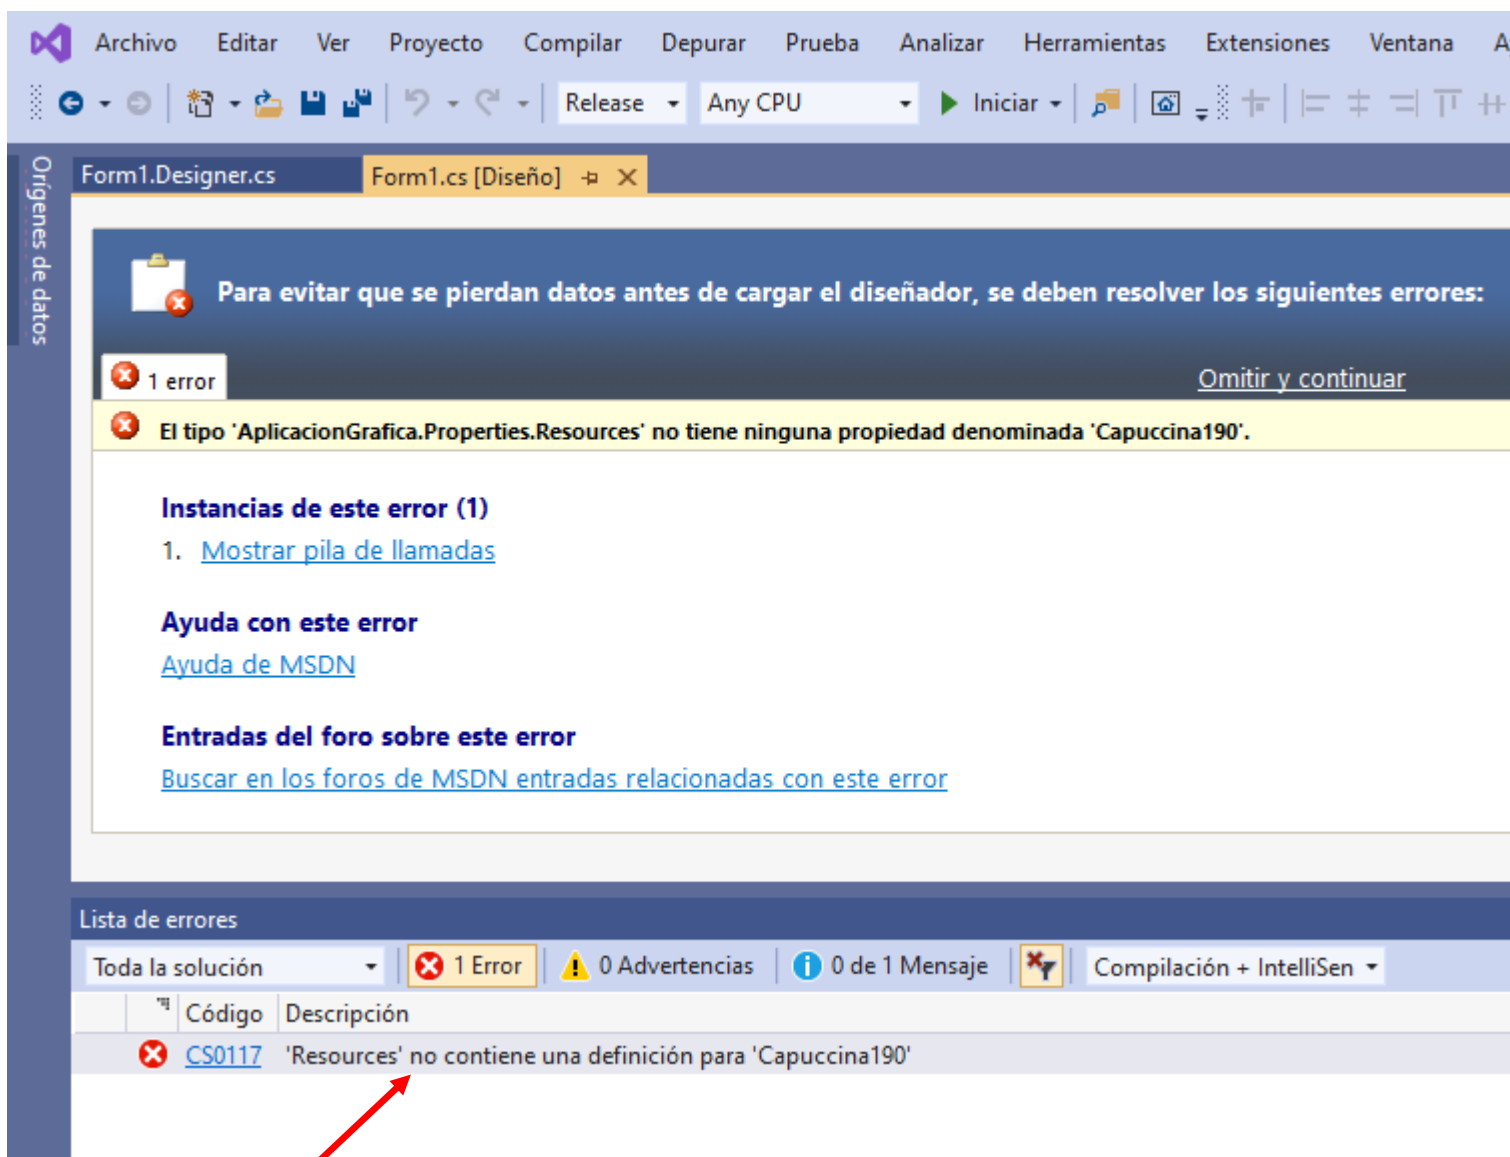 Archivo Editar Ver Proyecto Compilar Depurar Prueba Analizar Herramientas Extensiones Ventana A
Release Any CPU Iniciar
Orígenes de datos
Form1.Designer.cs Form1.cs [Diseño]
Para evitar que se pierdan datos antes de cargar el diseñador, se deben resolver los siguientes errores:
1 error Omitir y continuar
El tipo 'AplicacionGrafica.Properties.Resources' no tiene ninguna propiedad denominada 'Capuccina190'.
Instancias de este error (1)
1. Mostrar pila de llamadas
Ayuda con este error
Ayuda de MSDN
Entradas del foro sobre este error
Buscar en los foros de MSDN entradas relacionadas con este error
Lista de errores
Toda la solución 1 Error 0 Advertencias 0 de 1 Mensaje Compilación + IntelliSen
Código Descripción
CS0117 'Resources' no contiene una definición para 'Capuccina190'